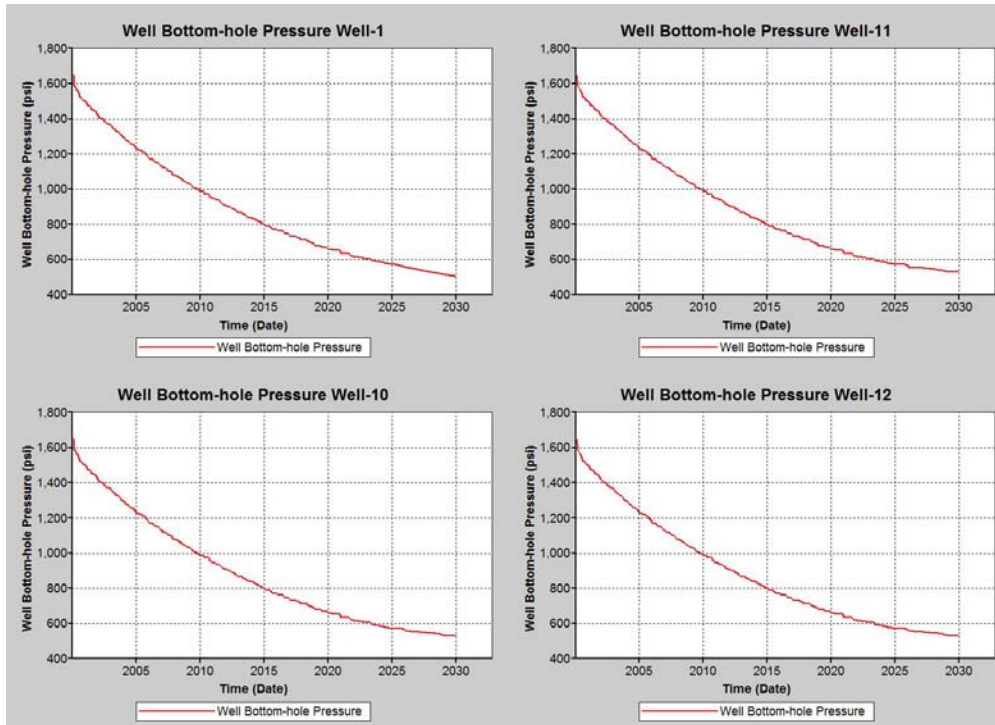 Well Bottom-hole Pressure Well-1
Well Bottom-hole Pressure (psi)
1,800
1,600
1,400
1,200
1,000
800
600
400
2005 2010 2015 2020 2025 2030
Time (Date)
Well Bottom-hole Pressure
Well Bottom-hole Pressure Well-11
Well Bottom-hole Pressure (psi)
1,800
1,600
1,400
1,200
1,000
800
600
400
2005 2010 2015 2020 2025 2030
Time (Date)
Well Bottom-hole Pressure
Well Bottom-hole Pressure Well-10
Well Bottom-hole Pressure (psi)
1,800
1,600
1,400
1,200
1,000
800
600
400
2005 2010 2015 2020 2025 2030
Time (Date)
Well Bottom-hole Pressure
Well Bottom-hole Pressure Well-12
Well Bottom-hole Pressure (psi)
1,800
1,600
1,400
1,200
1,000
800
600
400
2005 2010 2015 2020 2025 2030
Time (Date)
Well Bottom-hole Pressure